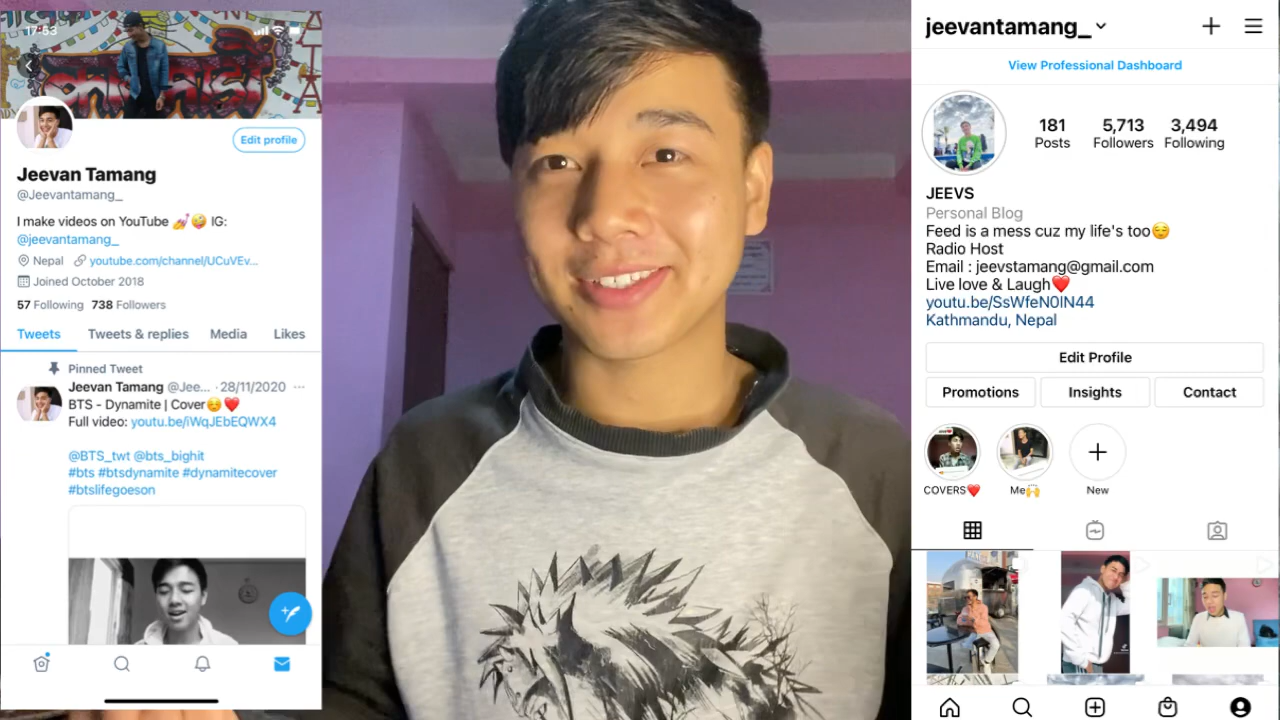 17:53
Edit profile
Jeevan Tamang
@Jeevantamang_
I make videos on YouTube 💅🤪 IG:
@jeevantamang_
Nepal youtube.com/channel/UCuVEv...
Joined October 2018
57 Following 738 Followers
Tweets Tweets & replies Media Likes
Pinned Tweet
Jeevan Tamang @Jee... · 28/11/2020 ...
BTS - Dynamite | Cover☺️❤️
Full video: youtu.be/iWqJEbEQWX4
@BTS_twt @bts_bighit
#bts #btsdynamite #dynamitecover
#btslifegoeson
jeevantamang_
View Professional Dashboard
181 5,713 3,494
Posts Followers Following
JEEVS
Personal Blog
Feed is a mess cuz my life's too☺️
Radio Host
Email : jeevstamang@gmail.com
Live love & Laugh❤️
youtu.be/SsWfeN0IN44
Kathmandu, Nepal
Edit Profile
Promotions Insights Contact
COVERS❤️ Me🙌 New